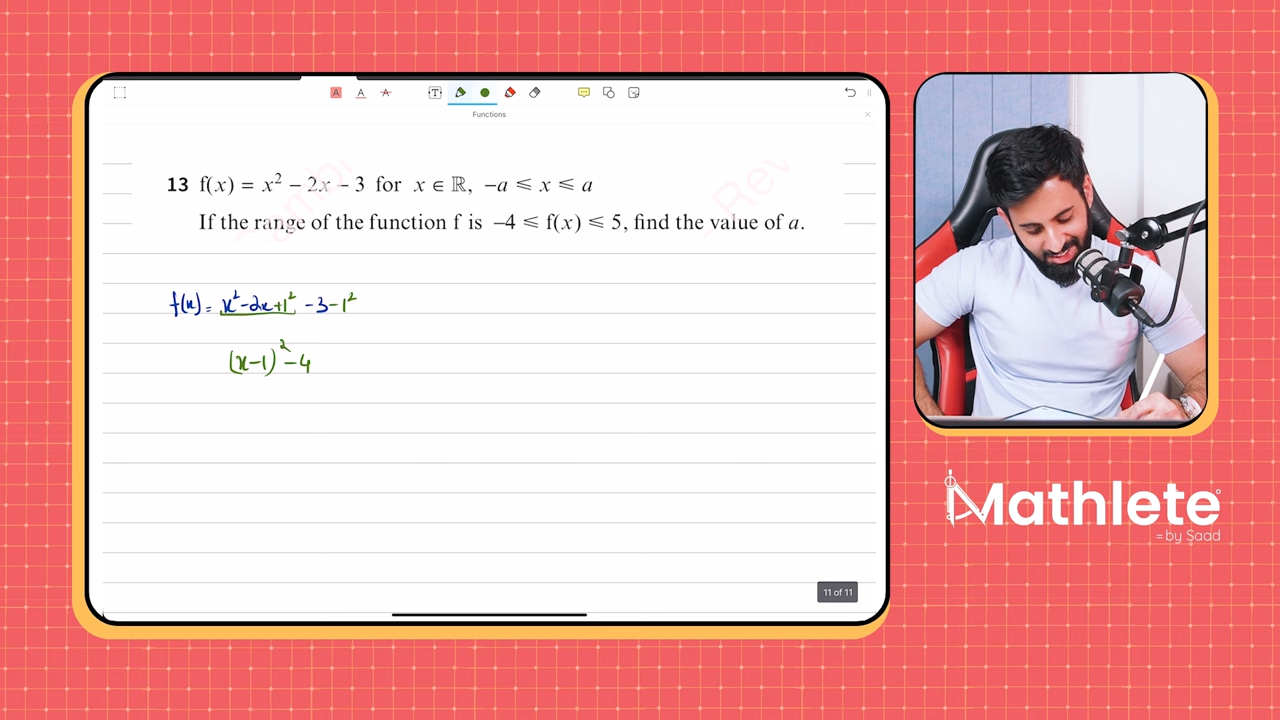 Functions
13 f(x) = x² − 2x − 3 for x ∈ ℝ, −a ⩽ x ⩽ a
If the range of the function f is −4 ⩽ f(x) ⩽ 5, find the value of a.
f(x) = x²-2x+1² -3-1²
(x-1)² -4
11 of 11
Mathlete
= by Saad